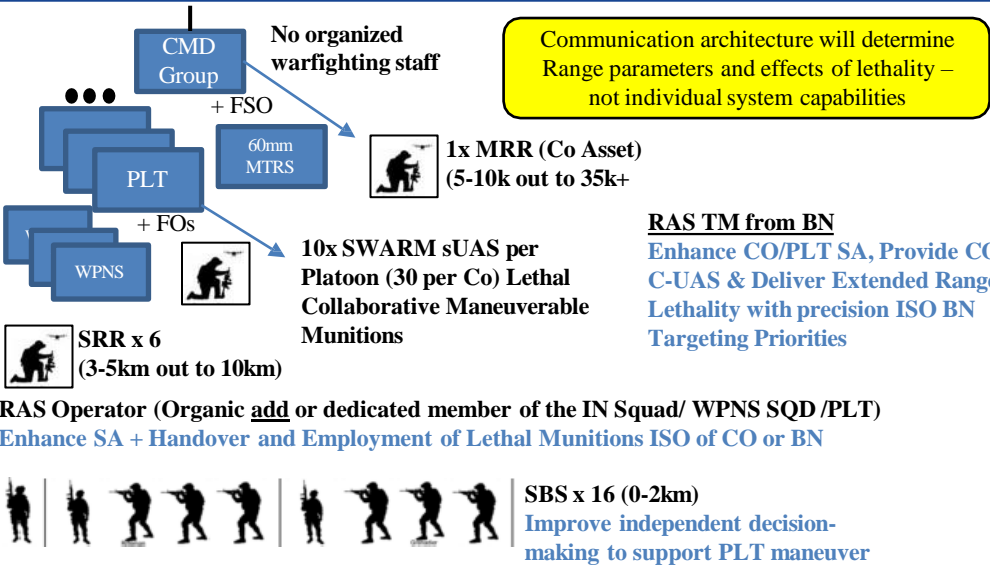 CMD
Group
No organized
warfighting staff
Communication architecture will determine
Range parameters and effects of lethality –
not individual system capabilities
+ FSO
60mm
MTRS
1x MRR (Co Asset)
(5-10k out to 35k+
PLT
+ FOs
WPNS
10x SWARM sUAS per
Platoon (30 per Co) Lethal
Collaborative Maneuverable
Munitions
RAS TM from BN
Enhance CO/PLT SA, Provide CO
C-UAS & Deliver Extended Range
Lethality with precision ISO BN
Targeting Priorities
SRR x 6
(3-5km out to 10km)
RAS Operator (Organic add or dedicated member of the IN Squad/ WPNS SQD /PLT)
Enhance SA + Handover and Employment of Lethal Munitions ISO of CO or BN
SBS x 16 (0-2km)
Improve independent decision-
making to support PLT maneuver